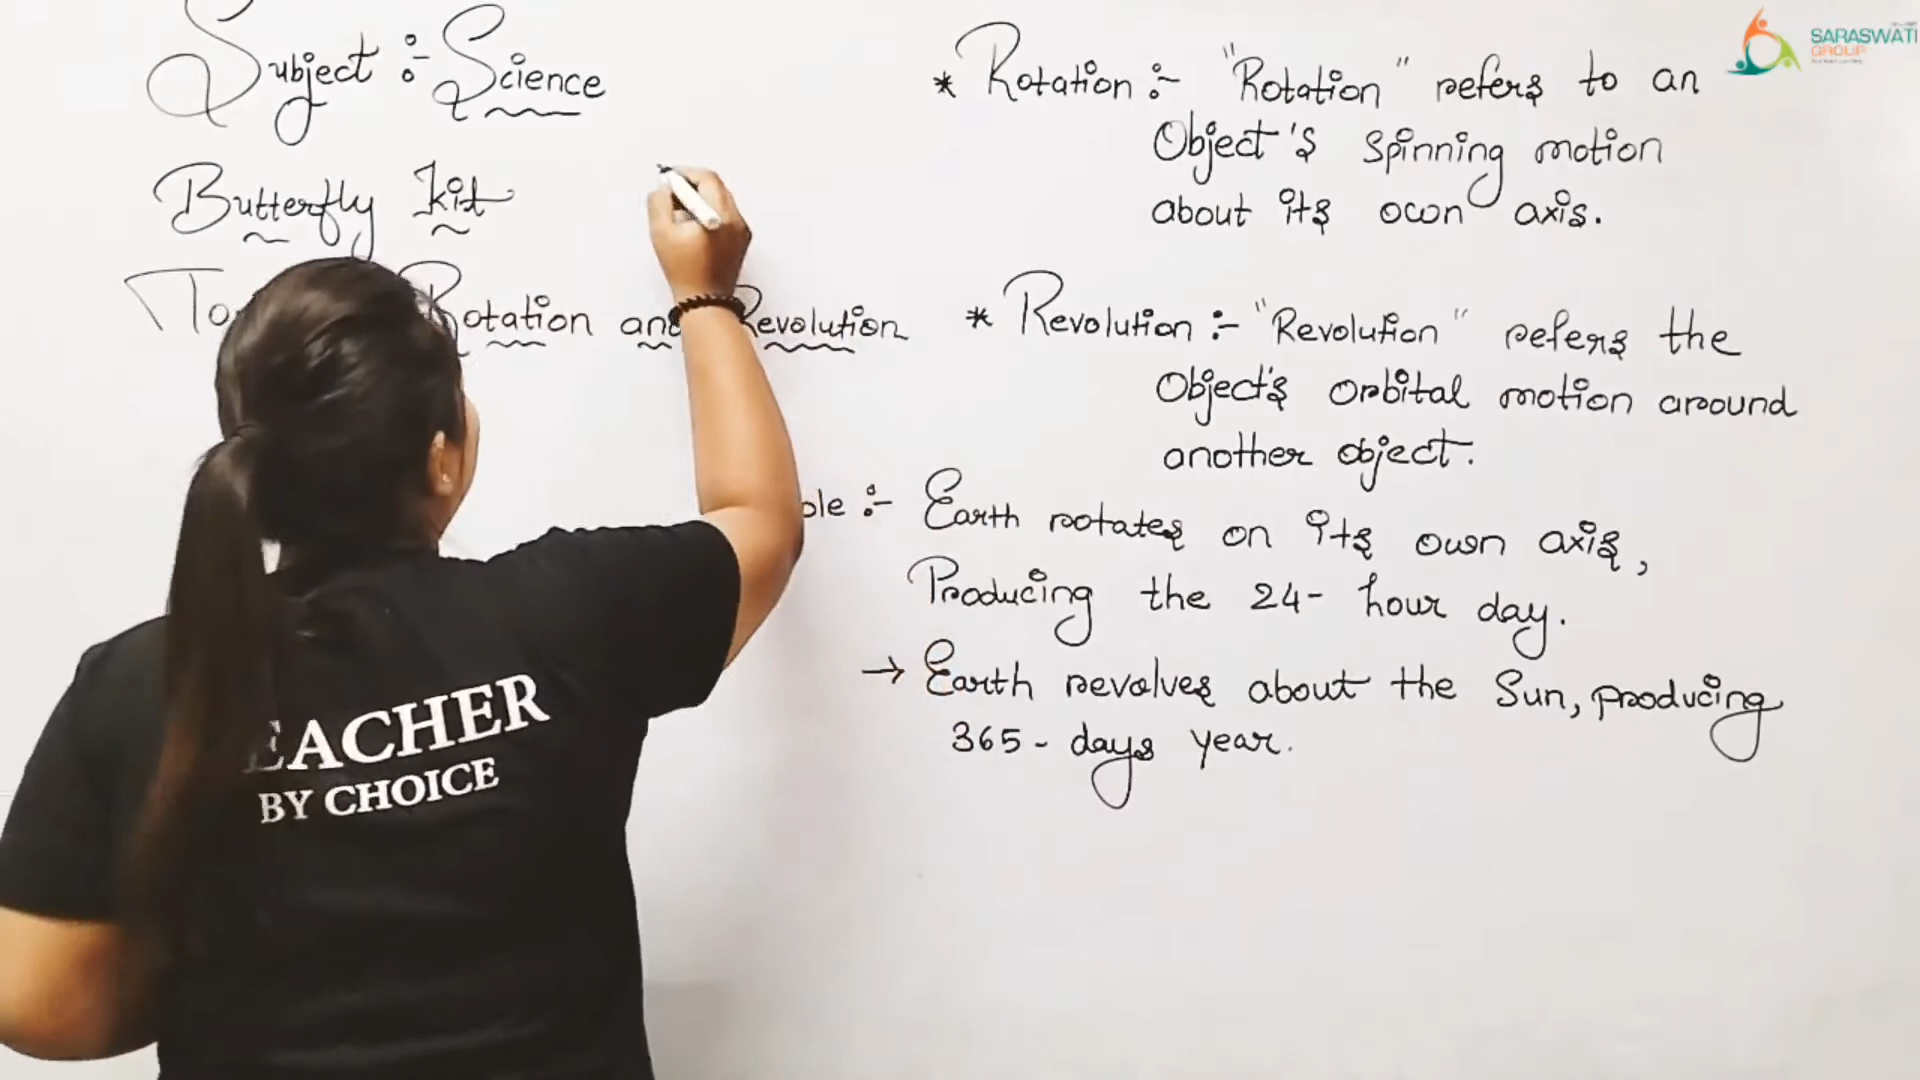 Subject :- Science
Butterfly Kit
Rotation and Revolution
* Rotation :- "Rotation" refers to an
Object's spinning motion
about its own axis.
* Revolution :- "Revolution" refers the
Object's orbital motion around
another object.
ple :- Earth rotates on its own axis,
Producing the 24- hour day.
→ Earth revolves about the Sun, producing
365 - days year.
EACHER
BY CHOICE
SARASWATI
GROUP